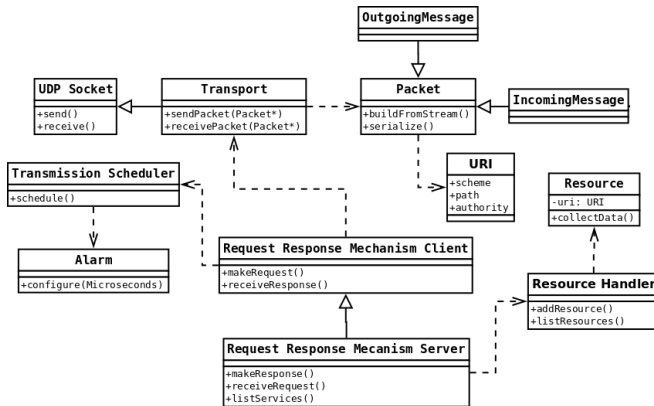 OutgoingMessage
UDP Socket
+send()
+receive()
Transport
+sendPacket(Packet*)
+receivePacket(Packet*)
Packet
+buildFromStream()
+serialize()
IncomingMessage
Transmission Scheduler
+schedule()
URI
+scheme
+path
+authority
Resource
-uri: URI
+collectData()
Alarm
+configure(Microseconds)
Request Response Mechanism Client
+makeRequest()
+receiveResponse()
Resource Handler
+addResource()
+listResources()
Request Response Mecanism Server
+makeResponse()
+receiveRequest()
+listServices()